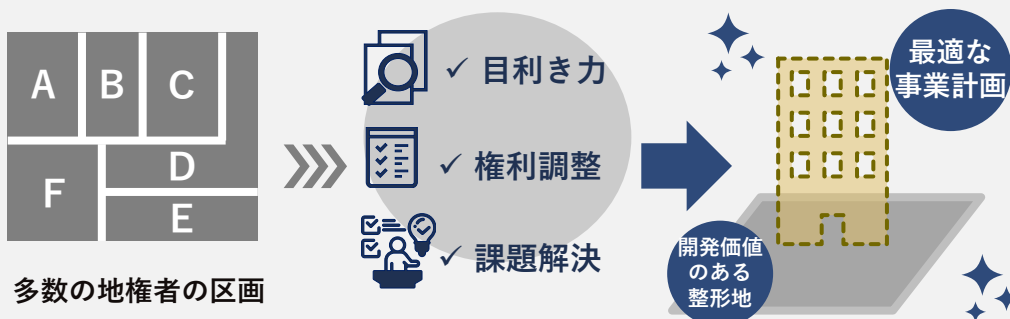 A
B
C
D
E
F
多数の地権者の区画
✓ 目利き力
✓ 権利調整
✓ 課題解決
最適な
事業計画
開発価値
のある
整形地